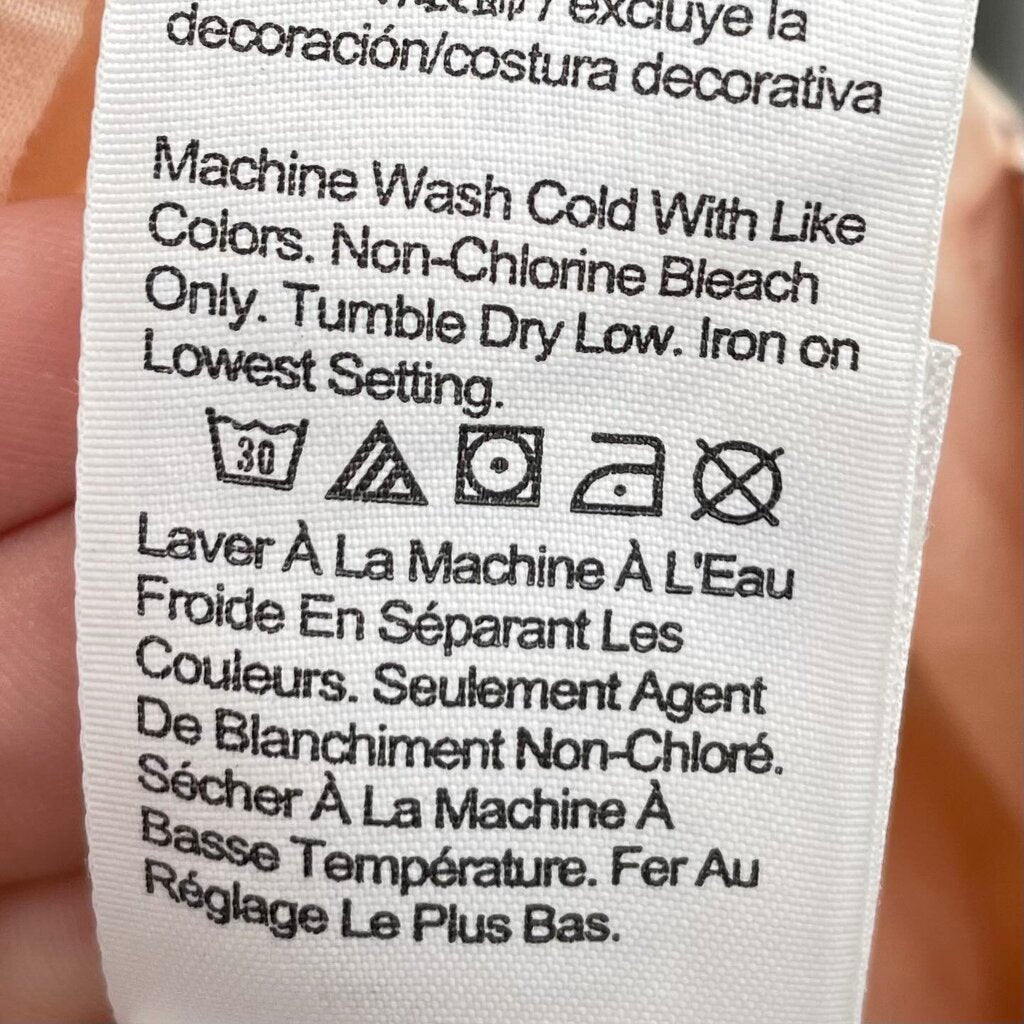 / excluye la
decoración/costura decorativa
Machine Wash Cold With Like
Colors. Non-Chlorine Bleach
Only. Tumble Dry Low. Iron on
Lowest Setting.
30
Laver À La Machine À L'Eau
Froide En Séparant Les
Couleurs. Seulement Agent
De Blanchiment Non-Chloré.
Sécher À La Machine À
Basse Température. Fer Au
Réglage Le Plus Bas.